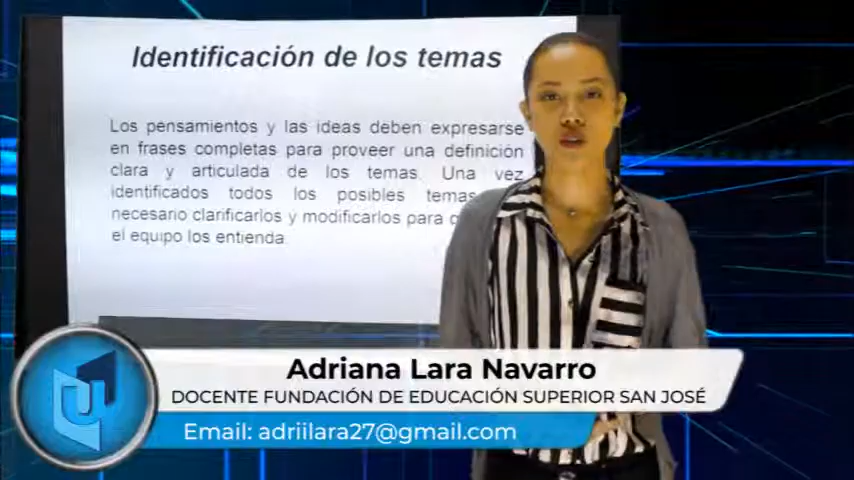 Identificación de los temas
Los pensamientos y las ideas deben expresarse
en frases completas para proveer una definición
clara y articulada de los temas. Una vez
identificados todos los posibles temas
necesario clarificarlos y modificarlos para
el equipo los entienda.
Adriana Lara Navarro
DOCENTE FUNDACIÓN DE EDUCACIÓN SUPERIOR SAN JOSÉ
Email: adriilara27@gmail.com